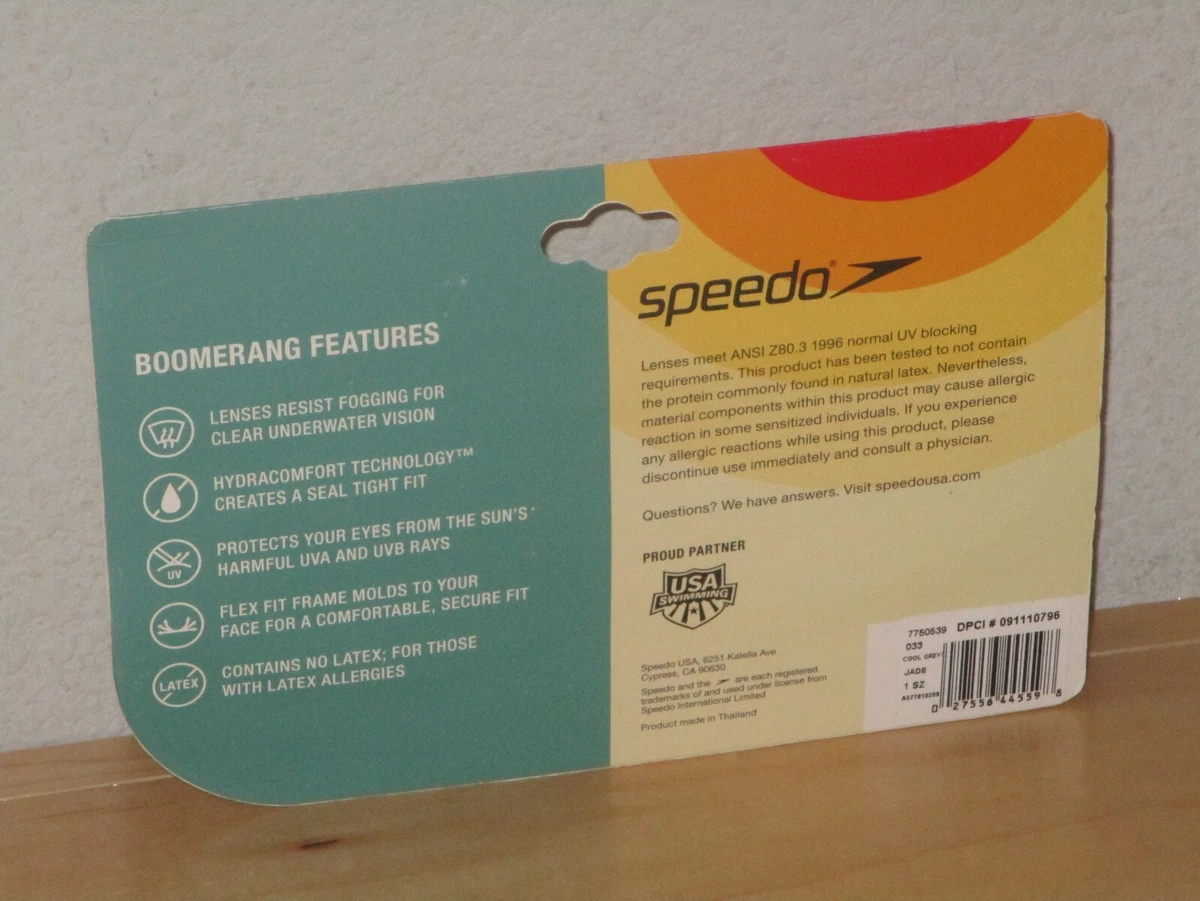 BOOMERANG FEATURES
LENSES RESIST FOGGING FOR
CLEAR UNDERWATER VISION
HYDRACOMFORT TECHNOLOGY™
CREATES A SEAL TIGHT FIT
UV
PROTECTS YOUR EYES FROM THE SUN'S
HARMFUL UVA AND UVB RAYS
FLEX FIT FRAME MOLDS TO YOUR
FACE FOR A COMFORTABLE, SECURE FIT
LATEX
CONTAINS NO LATEX; FOR THOSE
WITH LATEX ALLERGIES
speedo®
Lenses meet ANSI Z80.3 1996 normal UV blocking
requirements. This product has been tested to not contain
the protein commonly found in natural latex. Nevertheless,
material components within this product may cause allergic
reaction in some sensitized individuals. If you experience
any allergic reactions while using this product, please
discontinue use immediately and consult a physician.
Questions? We have answers. Visit speedousa.com
PROUD PARTNER
USA
SWIMMING
Speedo USA, 6251 Katella Ave
Cypress, CA 90630
Speedo and the are each registered
trademarks of and used under license from
Speedo International Limited
Product made in Thailand
7750539 DPCI # 091110796
033
COOL GREY/
JADE
1 SZ
0 27556 44559 8